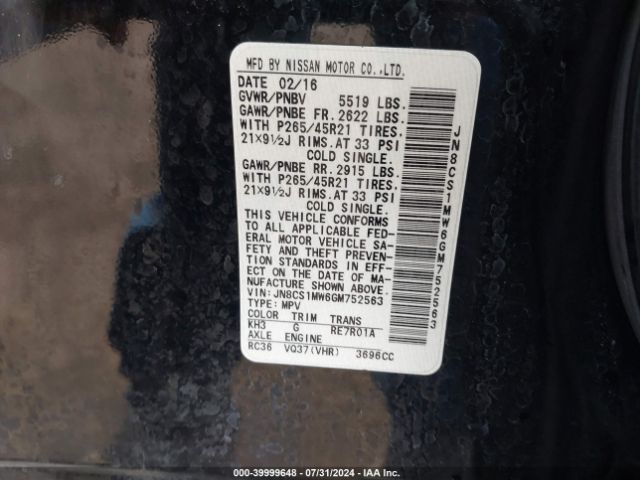 MFD BY NISSAN MOTOR CO.,LTD.
DATE 02/16
GVWR/PNBV 5519 LBS.
GAWR/PNBE FR. 2622 LBS.
WITH P265/45R21 TIRES.
21×9½J RIMS.AT 33 PSI
COLD SINGLE.
GAWR/PNBE RR. 2915 LBS.
WITH P265/45R21 TIRES.
21×9½J RIMS.AT 33 PSI
COLD SINGLE.
THIS VEHICLE CONFORMS
TO ALL APPLICABLE FED-
ERAL MOTOR VEHICLE SA-
FETY AND THEFT PREVEN-
TION STANDARDS IN EFF-
ECT ON THE DATE OF MA-
NUFACTURE SHOWN ABOVE.
VIN: JN8CS1MW6GM752563
TYPE: MPV
COLOR TRIM TRANS
KH3 G RE7R01A
AXLE ENGINE
RC36 VQ37(VHR) 3696CC
JN8CS1MW6GM752563
000-39999648 - 07/31/2024 - IAA Inc.